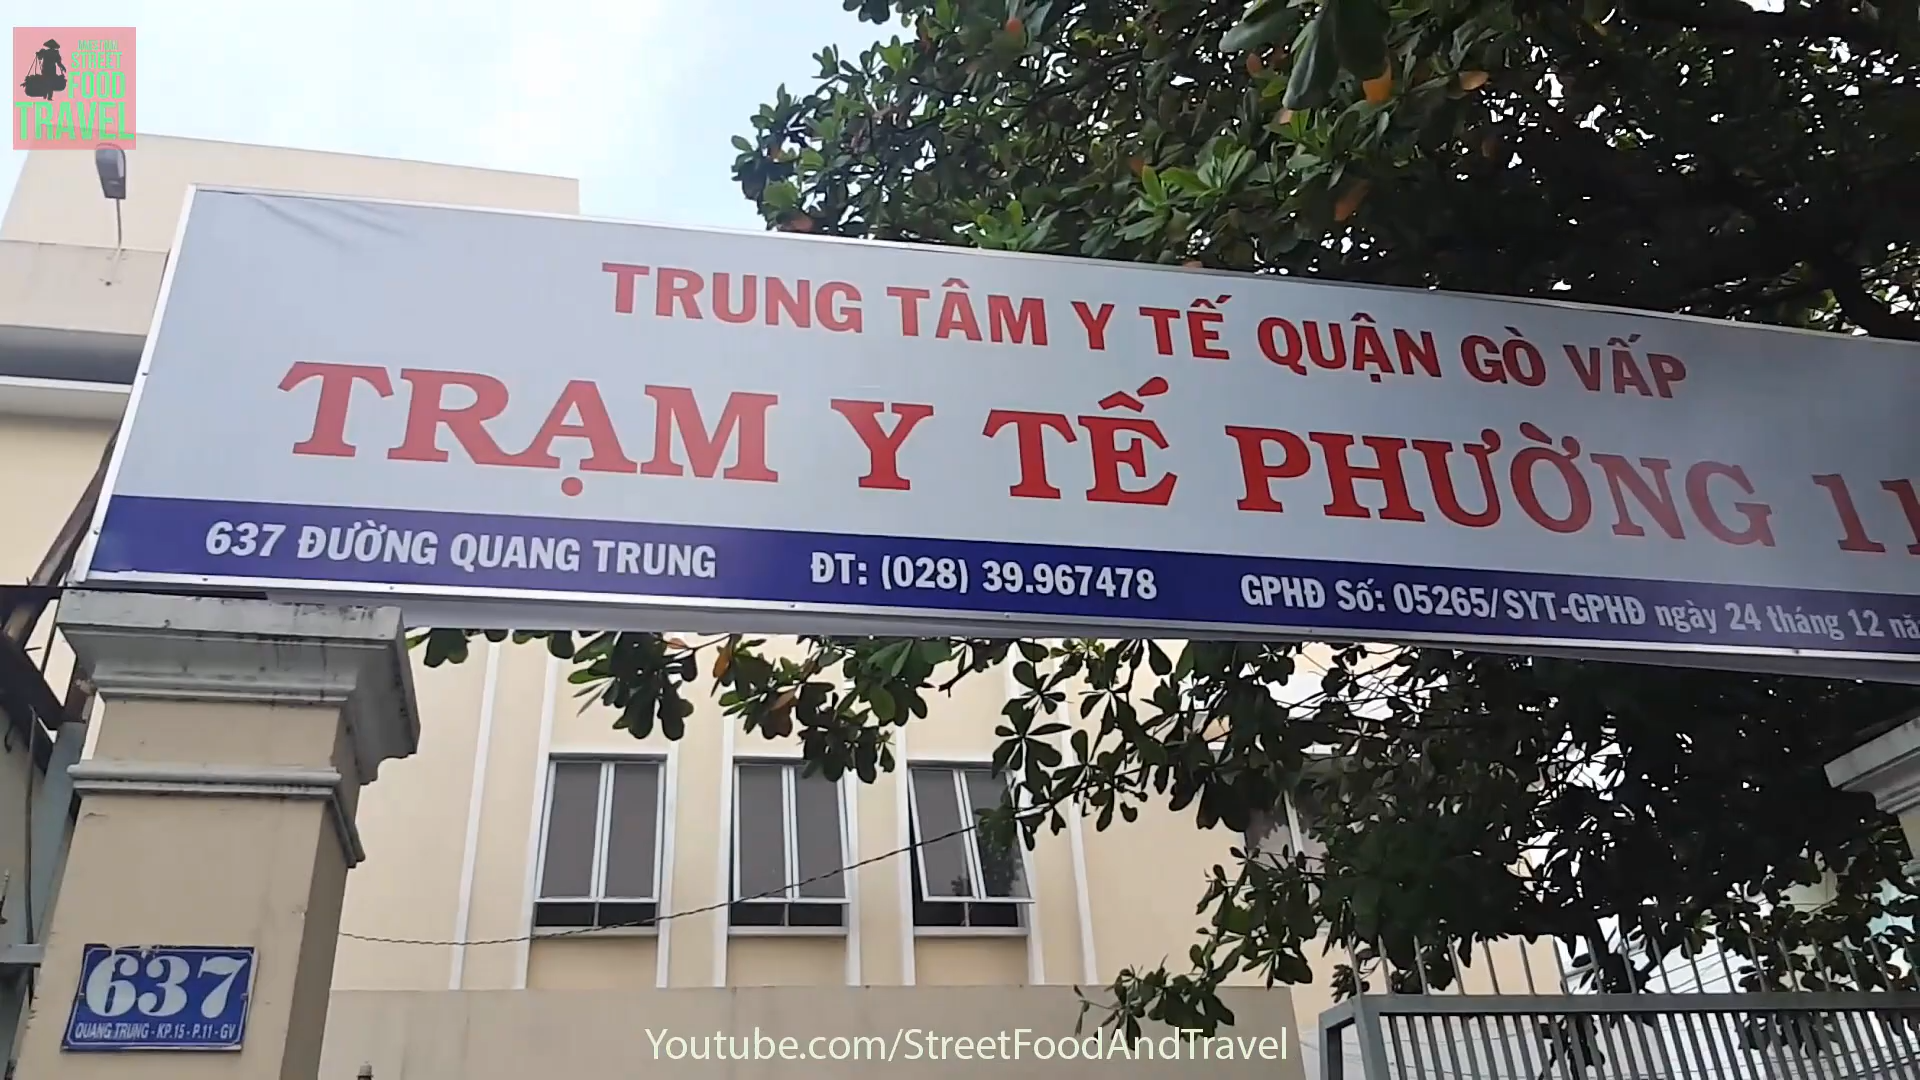 STREET
FOOD
TRAVEL
TRUNG TÂM Y TẾ QUẬN GÒ VẤP
TRẠM Y TẾ PHƯỜNG 11
637 ĐƯỜNG QUANG TRUNG ĐT: (028) 39.967478 GPHĐ Số: 05265/SYT-GPHĐ ngày 24 tháng 12
637
QUANG TRUNG - KP.15 - P.11 - GV
Youtube.com/StreetFoodAndTravel